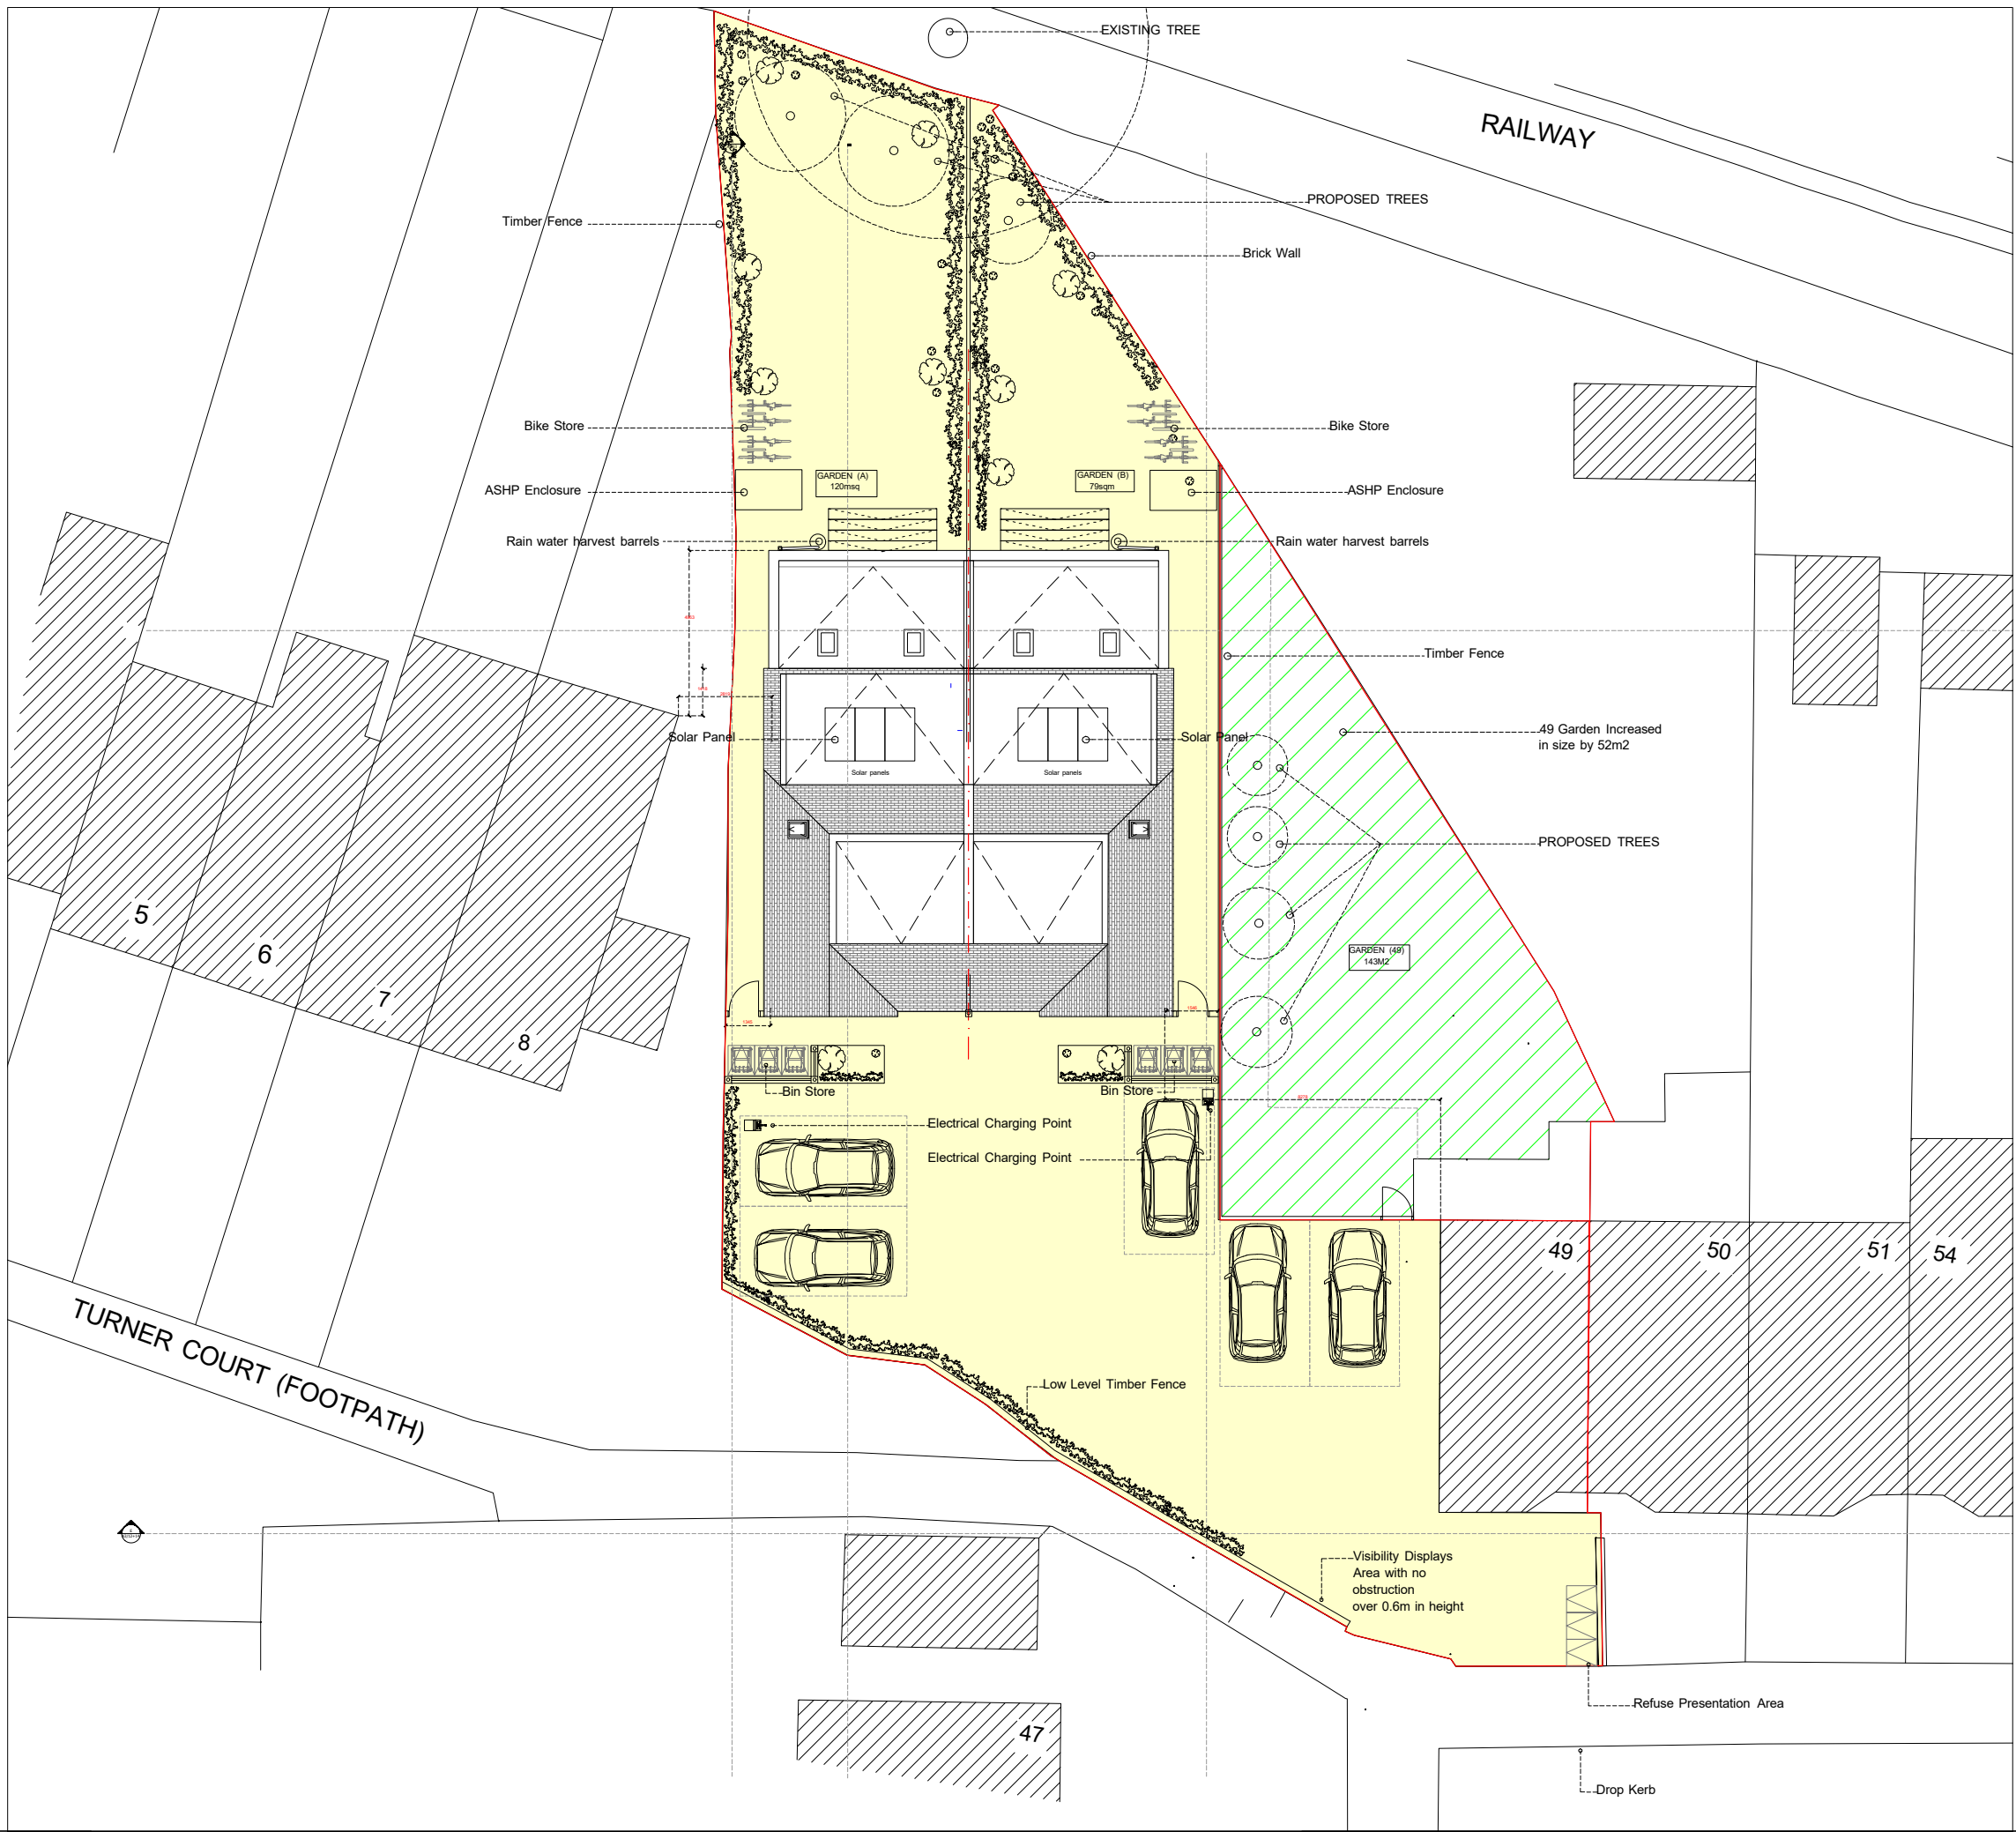 EXISTING TREE
RAILWAY
PROPOSED TREES
Timber Fence
Brick Wall
Bike Store
Bike Store
GARDEN (A)
120msq
GARDEN (B)
79sqm
ASHP Enclosure
ASHP Enclosure
Rain water harvest barrels
Rain water harvest barrels
Timber Fence
Solar Panel
Solar Panel
49 Garden Increased
in size by 52m2
Solar panels
Solar panels
PROPOSED TREES
5
6
7
8
GARDEN (49)
143M2
Bin Store
Bin Store
Electrical Charging Point
Electrical Charging Point
49
50
51
54
TURNER COURT (FOOTPATH)
Low Level Timber Fence
Visibility Displays
Area with no
obstruction
over 0.6m in height
Refuse Presentation Area
47
Drop Kerb